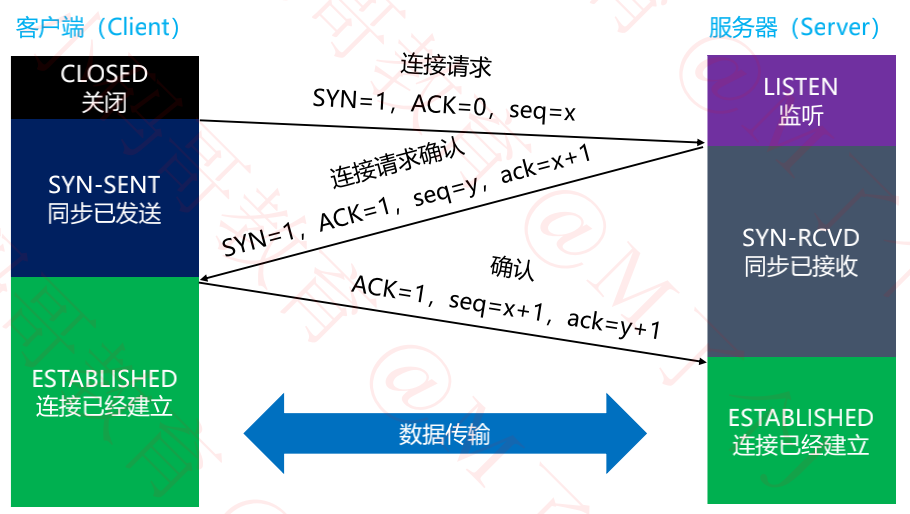 客户端（Client）
服务器（Server）
CLOSED
关闭
连接请求
SYN=1，ACK=0，seq=x
LISTEN
监听
SYN-SENT
同步已发送
连接请求确认
SYN=1，ACK=1，seq=y，ack=x+1
SYN-RCVD
同步已接收
确认
ACK=1，seq=x+1，ack=y+1
ESTABLISHED
连接已经建立
数据传输
ESTABLISHED
连接已经建立